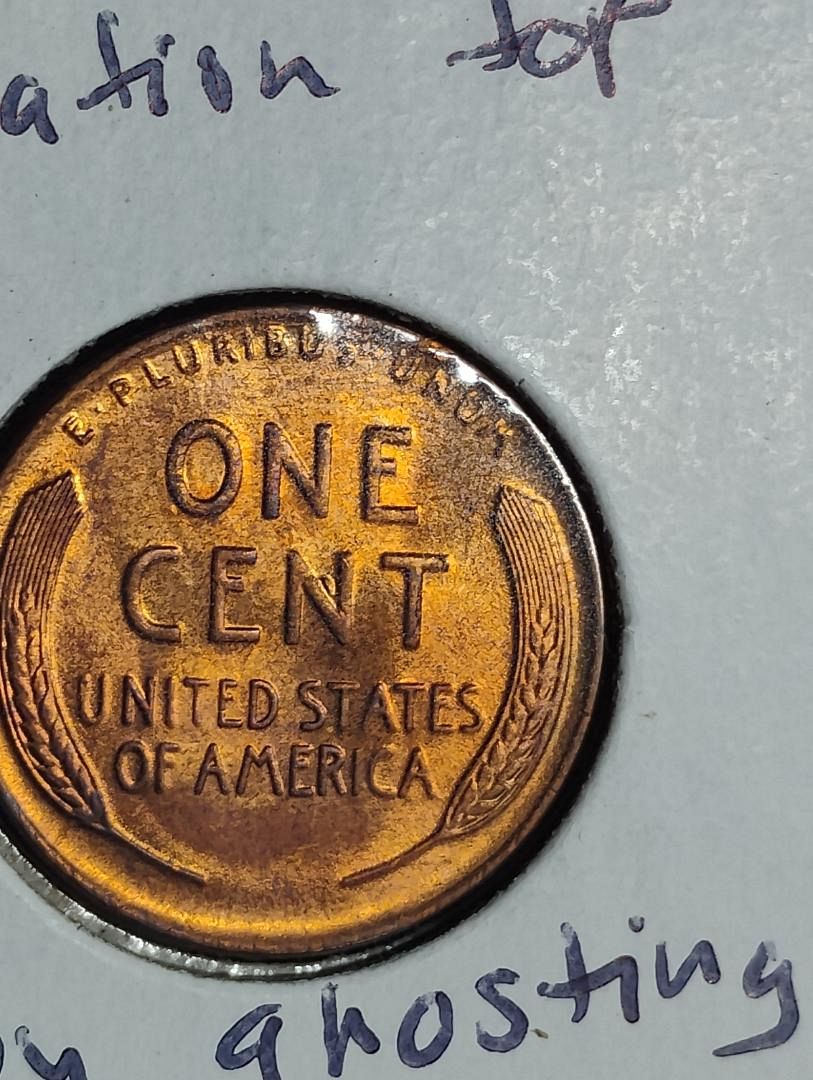 ation for
E·PLURIBUS·UNUM
ONE
CENT
UNITED STATES
OF AMERICA
ghosting